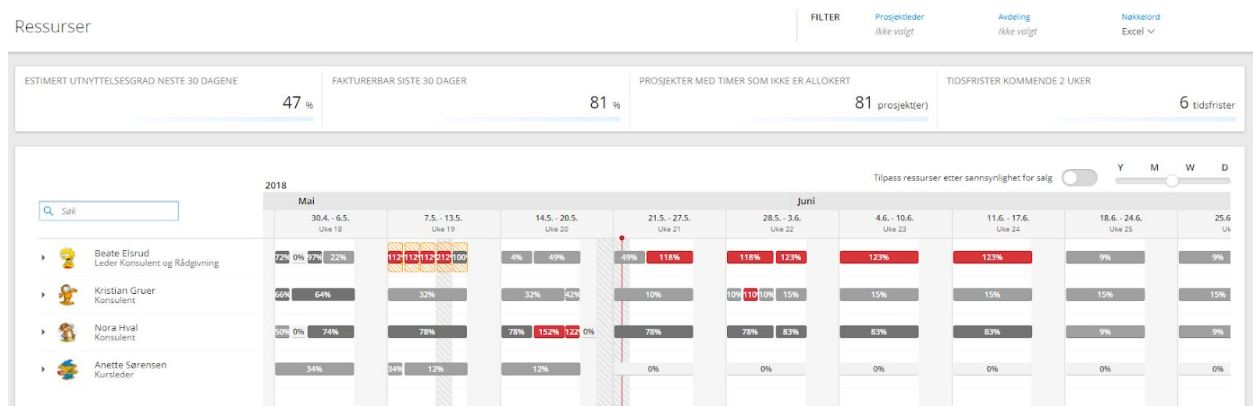 Ressurser
FILTER Prosjektleder Avdeling Nøkkelord
Ikke valgt Ikke valgt Excel
ESTIMERT UTNYTTELSESGRAD NESTE 30 DAGENE FAKTURERBAR SISTE 30 DAGER PROSJEKTER MED TIMER SOM IKKE ER ALLOKERT TIDSFRISTER KOMMENDE 2 UKER
47 % 81 % 81 prosjekt(er) 6 tidsfrister
Tilpass ressurser etter sannsynlighet for salg Y M W D
2018
Mai Juni
Søk
30.4. - 6.5. 7.5. - 13.5. 14.5. - 20.5. 21.5. - 27.5. 28.5. - 3.6. 4.6. - 10.6. 11.6. - 17.6. 18.6. - 24.6. 25.6
Uke 18 Uke 19 Uke 20 Uke 21 Uke 22 Uke 23 Uke 24 Uke 25
Beate Elsrud
Leder Konsulent og Rådgivning
72% 0% 97% 22% 112% 112% 112% 212% 100% 4% 49% 49% 118% 118% 123% 123% 123% 9% 9%
Kristian Gruer
Konsulent
66% 64% 32% 32% 42% 10% 10% 110 10% 15% 15% 15% 15% 15%
Nora Hval
Konsulent
50% 0% 74% 78% 78% 152% 122 0% 78% 78% 83% 83% 83% 9% 9%
Anette Sørensen
Kursleder
34% 34% 12% 12% 0% 0% 0% 0% 0% 0%